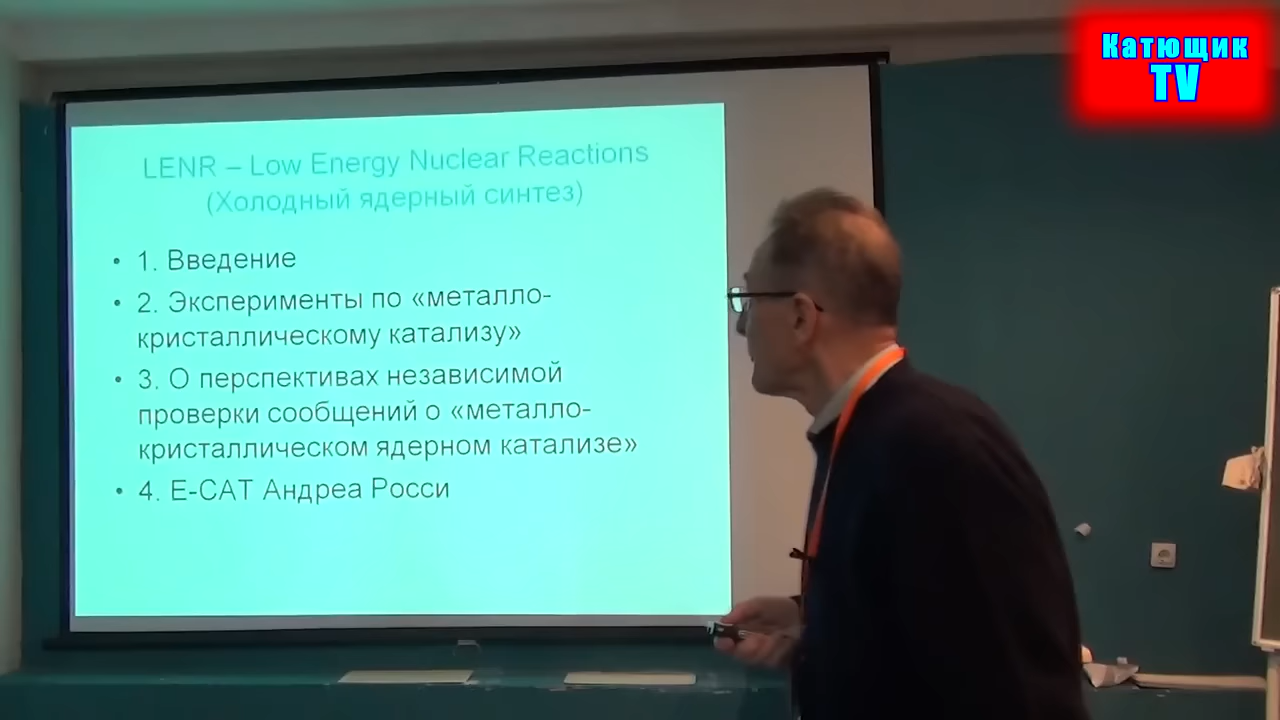 Катющик
TV
LENR – Low Energy Nuclear Reactions
(Холодный ядерный синтез)
• 1. Введение
• 2. Эксперименты по «металло-
кристаллическому катализу»
• 3. О перспективах независимой
проверки сообщений о «металло-
кристаллическом ядерном катализе»
• 4. E-CAT Андреа Росси